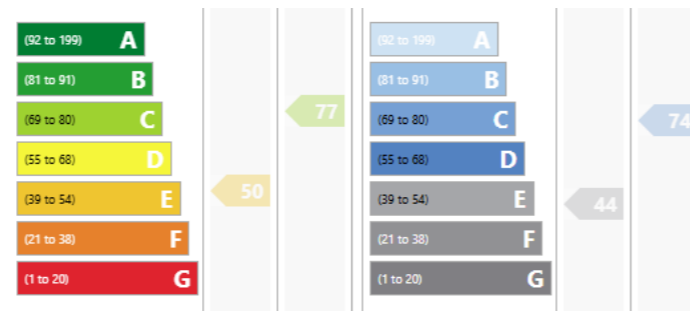 (92 to 199) A
(81 to 91) B
(69 to 80) C
77
(55 to 68) D
(39 to 54) E
50
(21 to 38) F
(1 to 20) G
(92 to 199) A
(81 to 91) B
(69 to 80) C
74
(55 to 68) D
(39 to 54) E
44
(21 to 38) F
(1 to 20) G